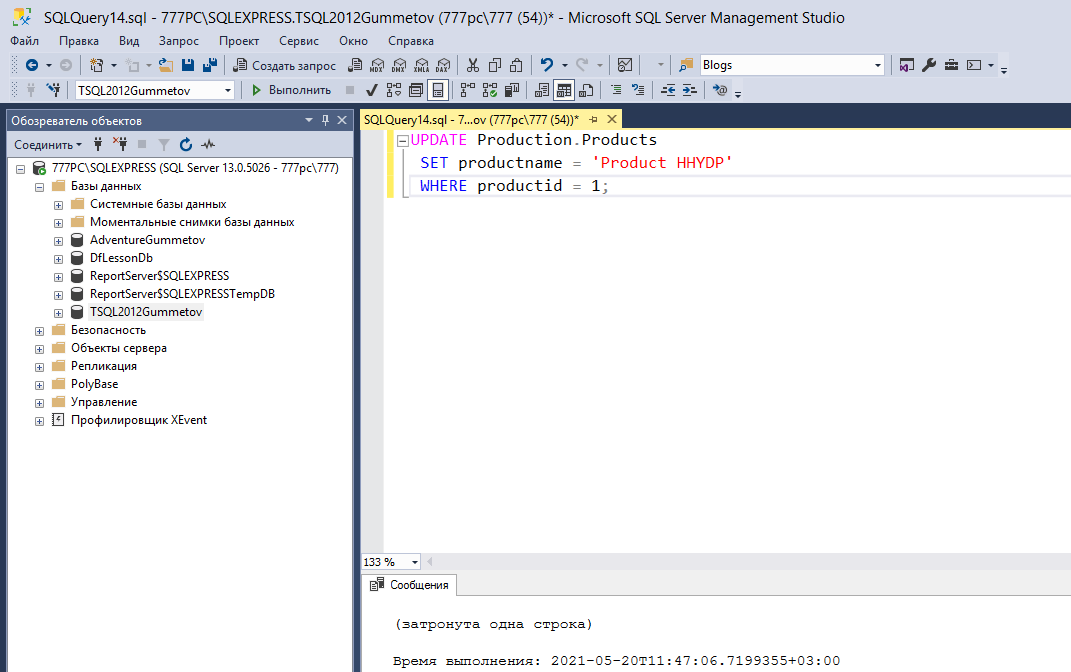 SQLQuery14.sql - 777PC\SQLEXPRESS.TSQL2012Gummetov (777pc\777 (54))* - Microsoft SQL Server Management Studio
Файл Правка Вид Запрос Проект Сервис Окно Справка
Создать запрос MDX DMX XMLA DAX Blogs
TSQL2012Gummetov Выполнить
Обозреватель объектов
Соединить
777PC\SQLEXPRESS (SQL Server 13.0.5026 - 777pc\777)
Базы данных
Системные базы данных
Моментальные снимки базы данных
AdventureGummetov
DfLessonDb
ReportServer$SQLEXPRESS
ReportServer$SQLEXPRESSTempDB
TSQL2012Gummetov
Безопасность
Объекты сервера
Репликация
PolyBase
Управление
Профилировщик XEvent
SQLQuery14.sql - 7...ov (777pc\777 (54))*
UPDATE Production.Products
SET productname = 'Product HHYDP'
WHERE productid = 1;
133 %
Сообщения
(затронута одна строка)
Время выполнения: 2021-05-20T11:47:06.7199355+03:00